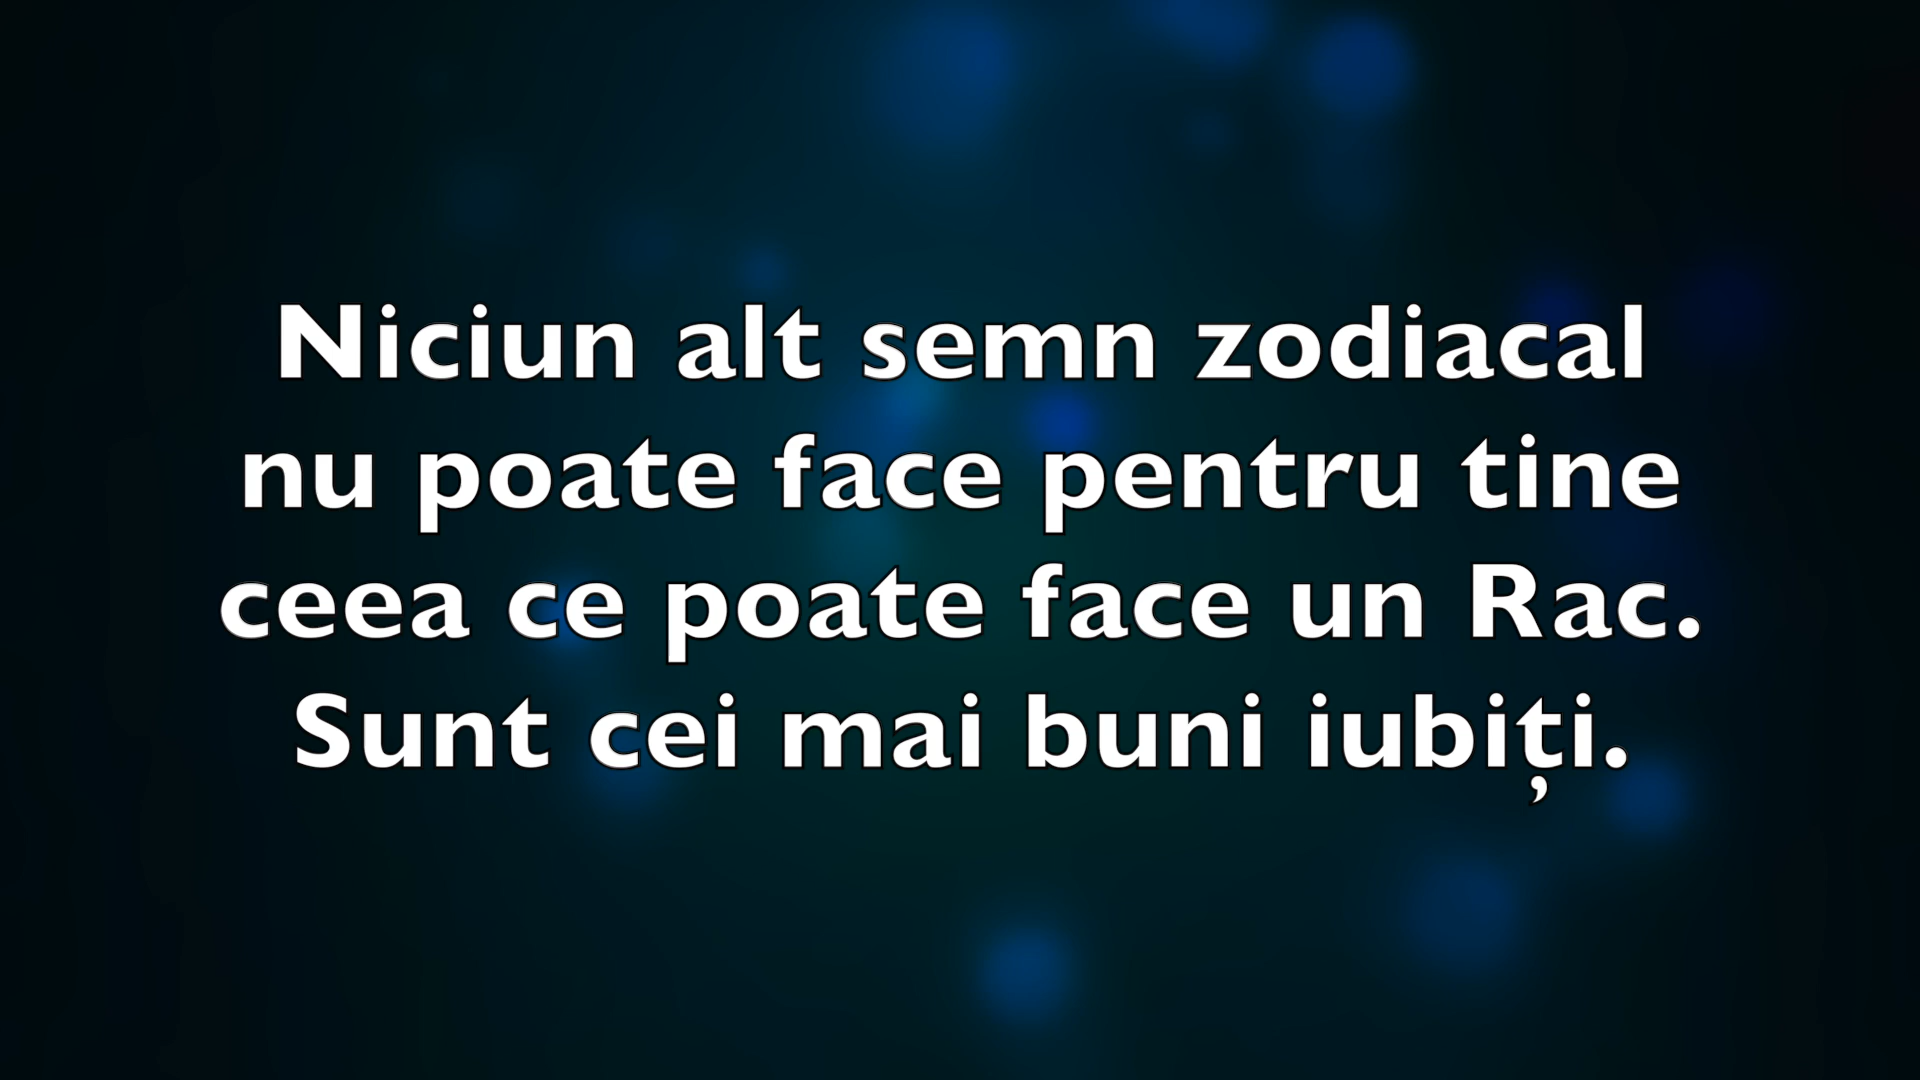 Niciun alt semn zodiacal
nu poate face pentru tine
ceea ce poate face un Rac.
Sunt cei mai buni iubiți.